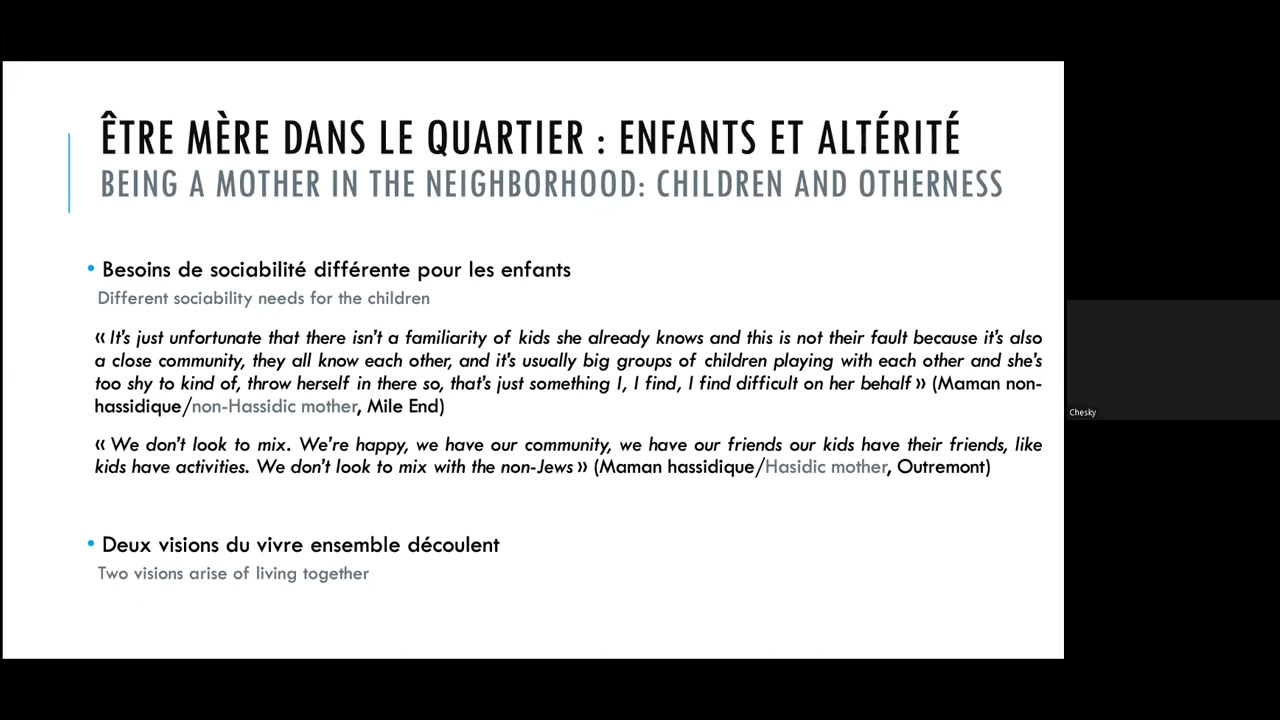 ÊTRE MÈRE DANS LE QUARTIER : ENFANTS ET ALTÉRITÉ
BEING A MOTHER IN THE NEIGHBORHOOD: CHILDREN AND OTHERNESS
• Besoins de sociabilité différente pour les enfants
Different sociability needs for the children
« It's just unfortunate that there isn't a familiarity of kids she already knows and this is not their fault because it's also
a close community, they all know each other, and it's usually big groups of children playing with each other and she's
too shy to kind of, throw herself in there so, that's just something I, I find, I find difficult on her behalf » (Maman non-
hassidique/non-Hassidic mother, Mile End)
« We don't look to mix. We're happy, we have our community, we have our friends our kids have their friends, like
kids have activities. We don't look to mix with the non-Jews » (Maman hassidique/Hasidic mother, Outremont)
• Deux visions du vivre ensemble découlent
Two visions arise of living together
Chesky